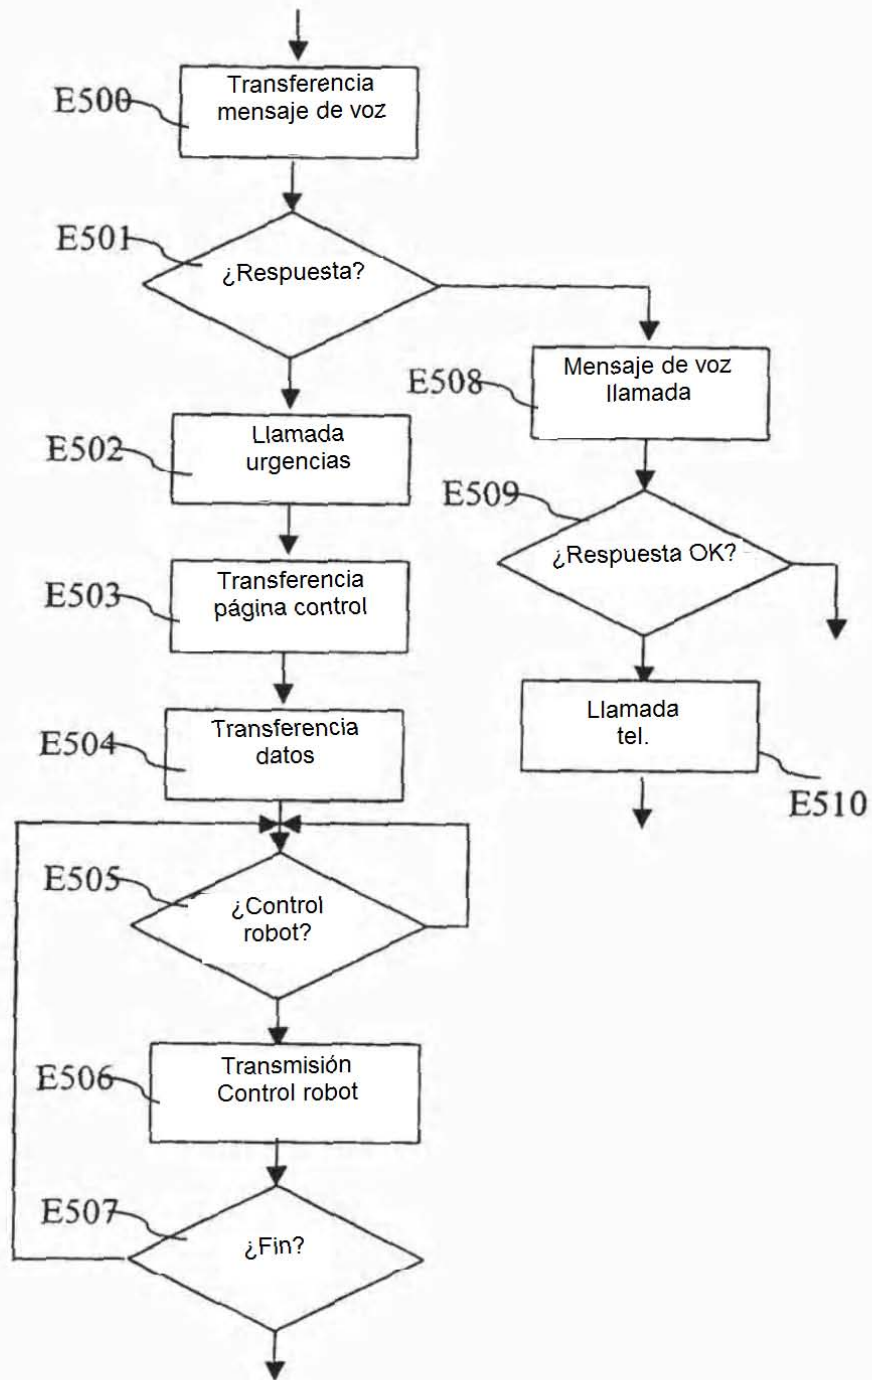 E500
Transferencia
mensaje de voz
E501
¿Respuesta?
E508
Mensaje de voz
llamada
E502
Llamada
urgencias
E509
¿Respuesta OK?
E503
Transferencia
página control
E504
Transferencia
datos
Llamada
tel.
E510
E505
¿Control
robot?
E506
Transmisión
Control robot
E507
¿Fin?